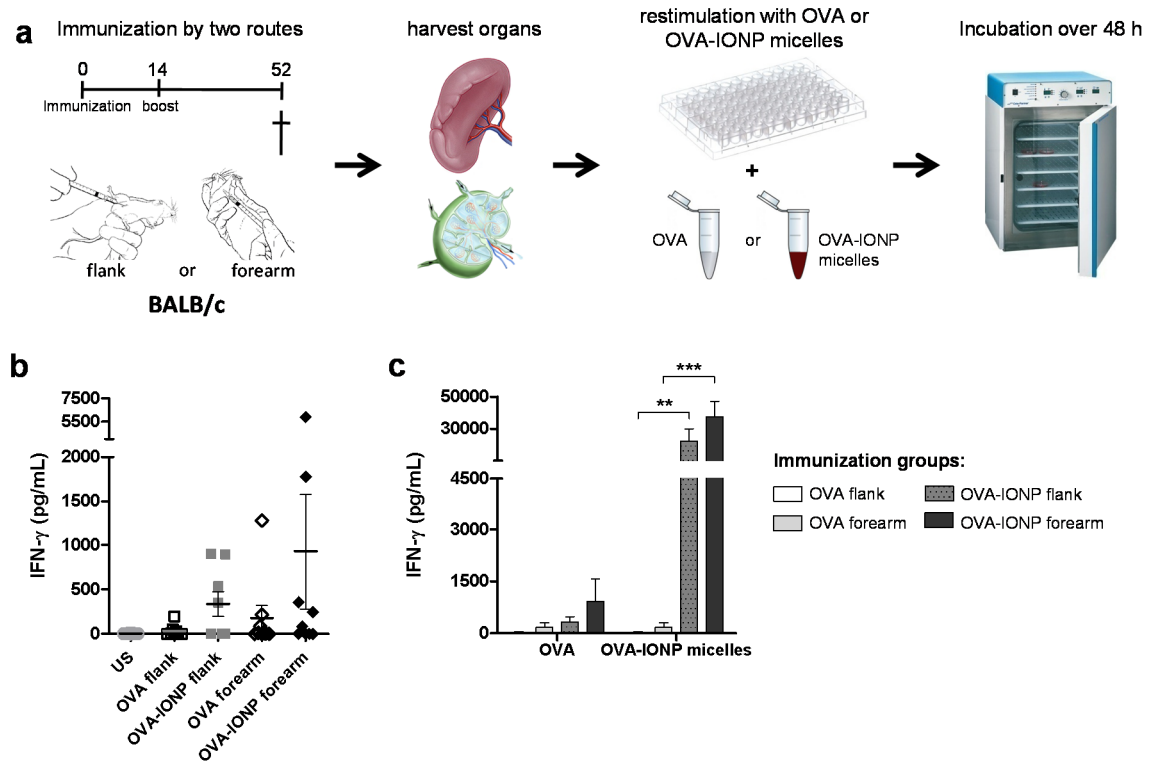 a
Immunization by two routes
0 14 52
Immunization boost
flank or forearm
BALB/c
harvest organs
restimulation with OVA or
OVA-IONP micelles
+
OVA or OVA-IONP
micelles
Incubation over 48 h
b
IFN-γ (pg/mL)
7500
5500
2000
1500
1000
500
0
US
OVA flank
OVA-IONP flank
OVA forearm
OVA-IONP forearm
c
IFN-γ (pg/mL)
***
**
50000
30000
4500
3000
1500
0
OVA OVA-IONP micelles
Immunization groups:
OVA flank OVA-IONP flank
OVA forearm OVA-IONP forearm